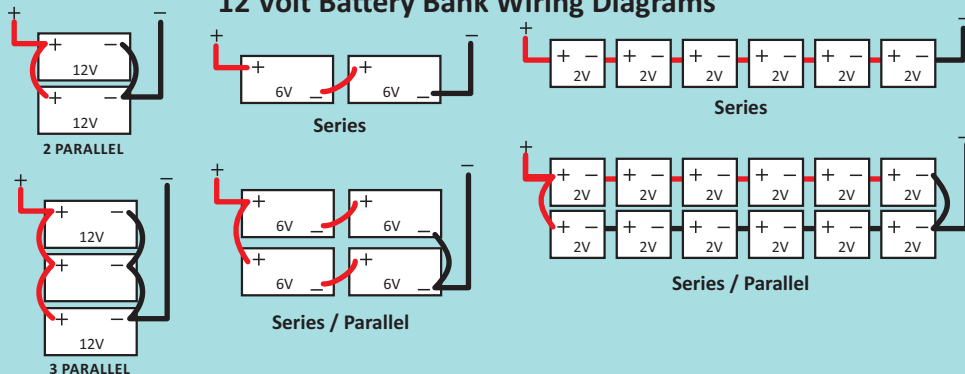 12 Volt Battery Bank Wiring Diagrams
+ −
+ −
12V
+ −
12V
2 PARALLEL
+ −
+
6V
−
+
6V
−
Series
+ −
+ − + − + − + − + − + −
2V 2V 2V 2V 2V 2V
Series
+ −
+ −
12V
+ −
+ −
12V
3 PARALLEL
+ −
+ +
6V − 6V −
+ +
6V − 6V −
Series / Parallel
+ −
+ − + − + − + − + − + −
2V 2V 2V 2V 2V 2V
+ − + − + − + − + − + −
2V 2V 2V 2V 2V 2V
Series / Parallel